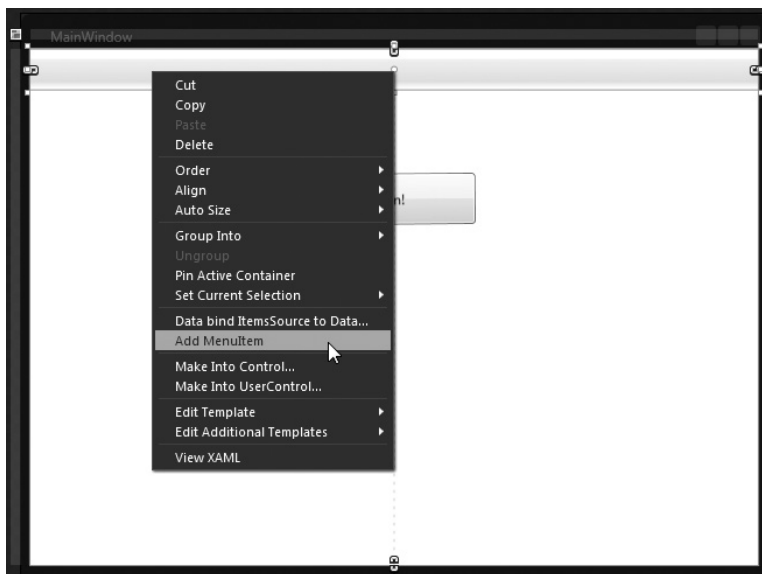 MainWindow
Cut
Copy
Paste
Delete
Order
Align
Auto Size
n!
Group Into
Ungroup
Pin Active Container
Set Current Selection
Data bind ItemsSource to Data...
Add MenuItem
Make Into Control...
Make Into UserControl...
Edit Template
Edit Additional Templates
View XAML